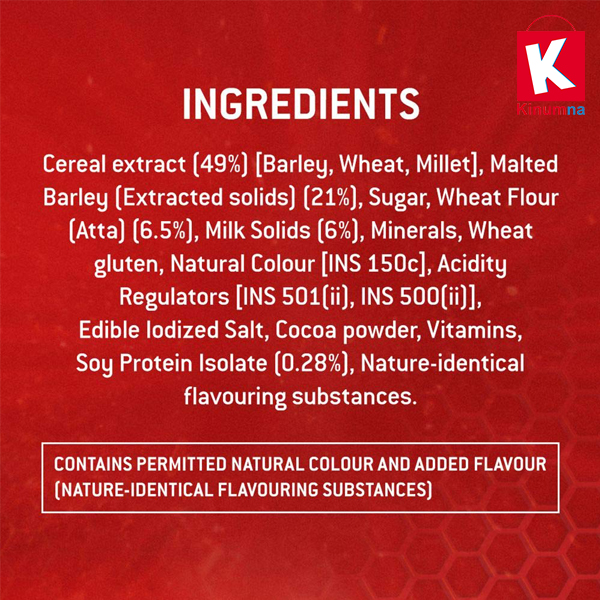 K
Kinumna
INGREDIENTS
Cereal extract (49%) [Barley, Wheat, Millet], Malted
Barley (Extracted solids) (21%), Sugar, Wheat Flour
(Atta) (6.5%), Milk Solids (6%), Minerals, Wheat
gluten, Natural Colour [INS 150c], Acidity
Regulators [INS 501(ii), INS 500(ii)],
Edible Iodized Salt, Cocoa powder, Vitamins,
Soy Protein Isolate (0.28%), Nature-identical
flavouring substances.
CONTAINS PERMITTED NATURAL COLOUR AND ADDED FLAVOUR
(NATURE-IDENTICAL FLAVOURING SUBSTANCES)